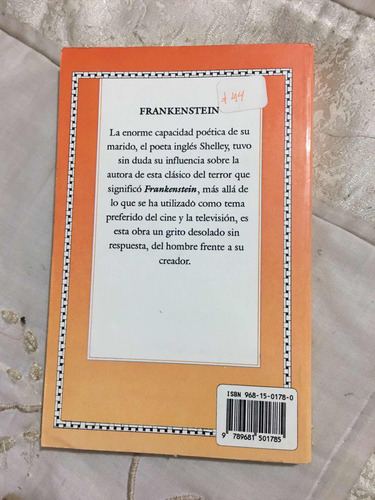 $ 44
FRANKENSTEIN
La enorme capacidad poética de su
marido, el poeta inglés Shelley, tuvo
sin duda su influencia sobre la
autora de esta clásico del terror que
significó Frankenstein, más allá de
lo que se ha utilizado como tema
preferido del cine y la televisión, es
esta obra un grito desolado sin
respuesta, del hombre frente a su
creador.
ISBN 968-15-0178-0
9 789681 501785